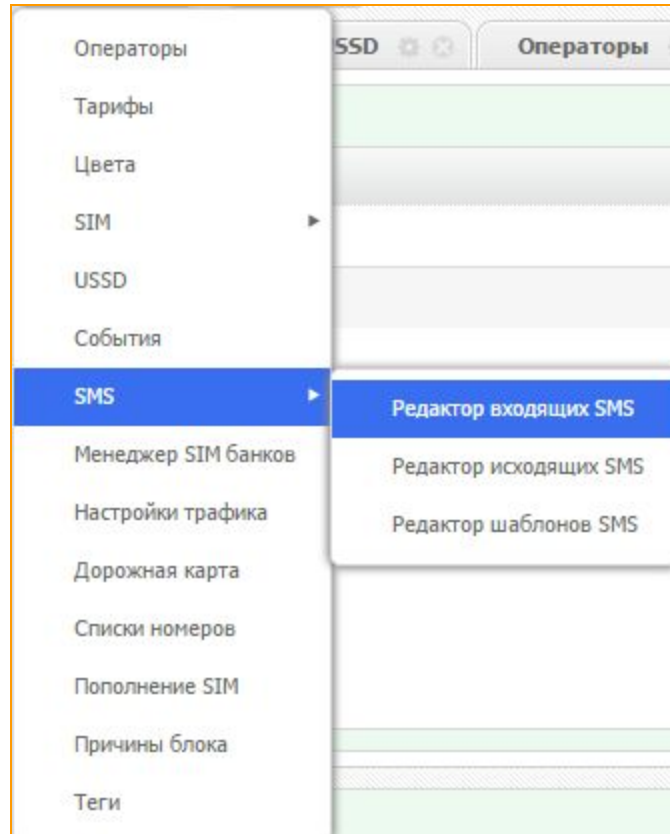 Операторы
SSD
Операторы
Тарифы
Цвета
SIM
USSD
События
SMS
Редактор входящих SMS
Менеджер SIM банков
Редактор исходящих SMS
Настройки трафика
Редактор шаблонов SMS
Дорожная карта
Списки номеров
Пополнение SIM
Причины блока
Теги